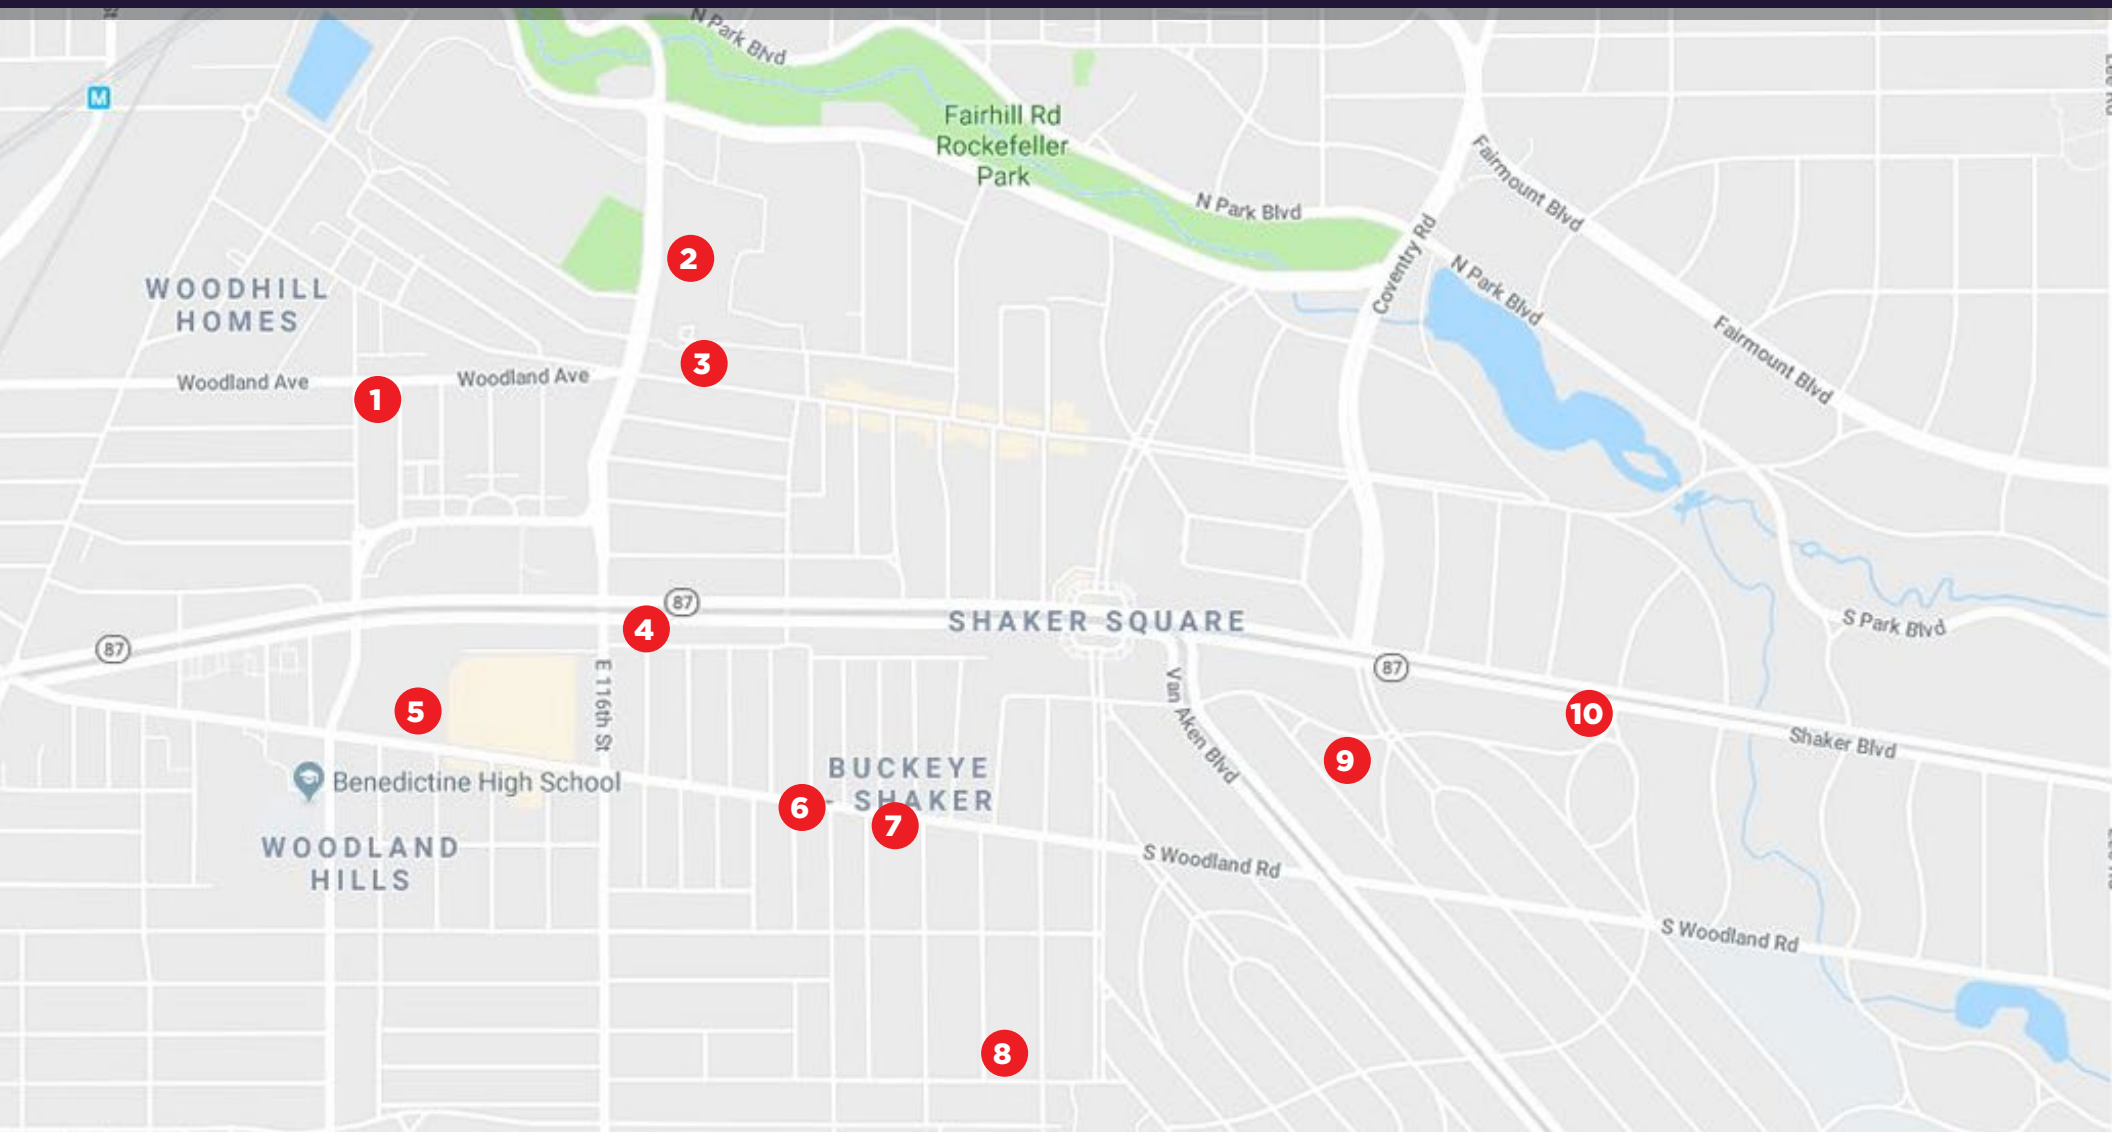 N Park Blvd
M
Fairhill Rd
Rockefeller
Park
Fairmount Blvd
N Park Blvd
Coventry Rd
N Park Blvd
2
WOODHILL
HOMES
Fairmount Blvd
3
Woodland Ave
Woodland Ave
1
87
SHAKER SQUARE
4
S Park Blvd
87
87
E 116th St
Van Aken Blvd
5
10
Shaker Blvd
9
BUCKEYE
- SHAKER
Benedictine High School
6
7
WOODLAND
HILLS
S Woodland Rd
S Woodland Rd
8